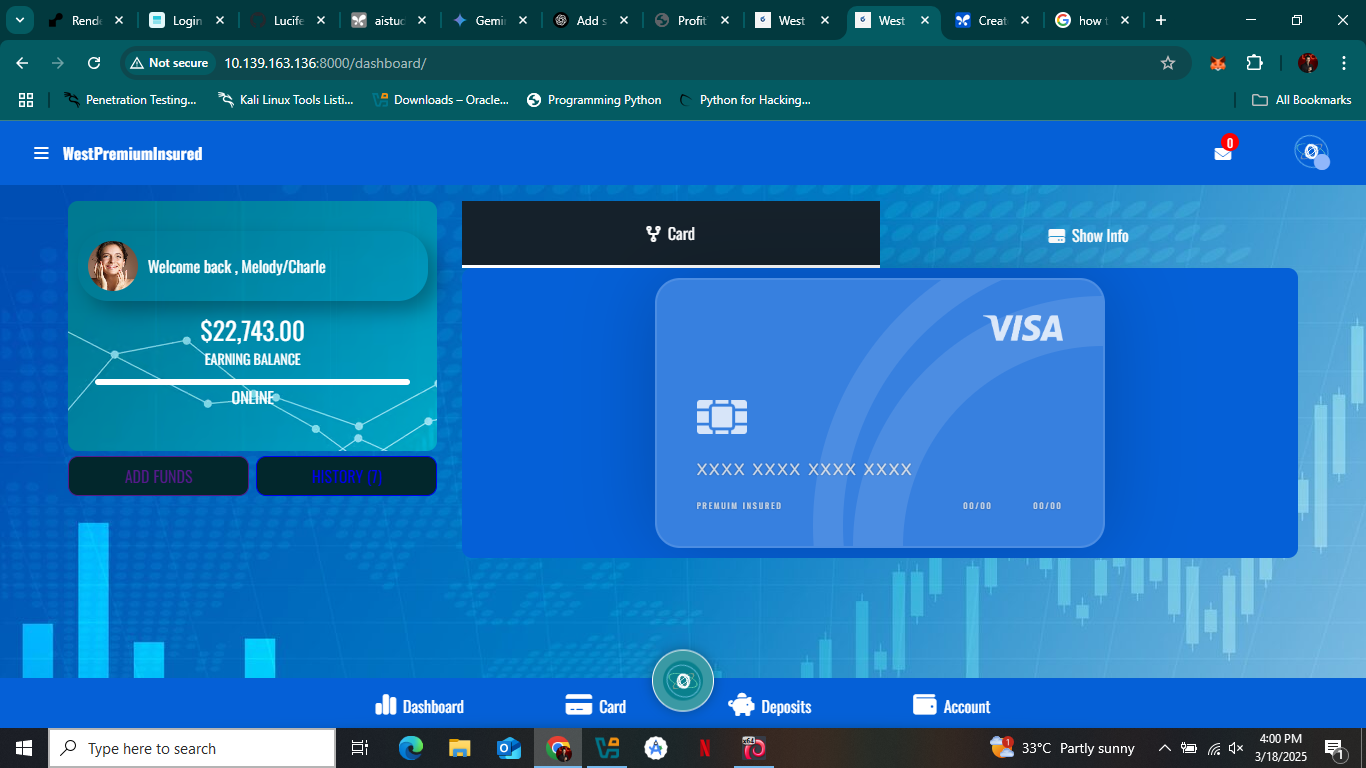 Rende
Login
Lucife
aistud
Gemi
Add s
Profit
West
West
Creat
how t
Not secure
10.139.163.136:8000/dashboard/
Penetration Testing...
Kali Linux Tools Listi...
Downloads – Oracle...
Programming Python
Python for Hacking...
All Bookmarks
WestPremiumInsured
0
Welcome back , Melody/Charle
$22,743.00
EARNING BALANCE
ONLINE
ADD FUNDS
HISTORY (7)
Card
Show Info
VISA
XXXX XXXX XXXX XXXX
PREMUIM INSURED
00/00
00/00
Dashboard
Card
Deposits
Account
Type here to search
x64
N
1
33°C Partly sunny
4:00 PM
3/18/2025
1